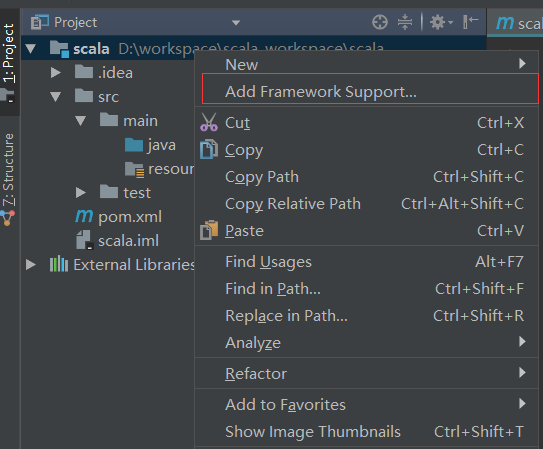 Project
scala
scala D:\workspace\scala_workspace\scala
.idea
src
main
java
resour
test
pom.xml
scala.iml
External Libraries
1: Project
Z: Structure
New
Add Framework Support...
Cut Ctrl+X
Copy Ctrl+C
Copy Path Ctrl+Shift+C
Copy Relative Path Ctrl+Alt+Shift+C
Paste Ctrl+V
Find Usages Alt+F7
Find in Path... Ctrl+Shift+F
Replace in Path... Ctrl+Shift+R
Analyze
Refactor
Add to Favorites
Show Image Thumbnails Ctrl+Shift+T